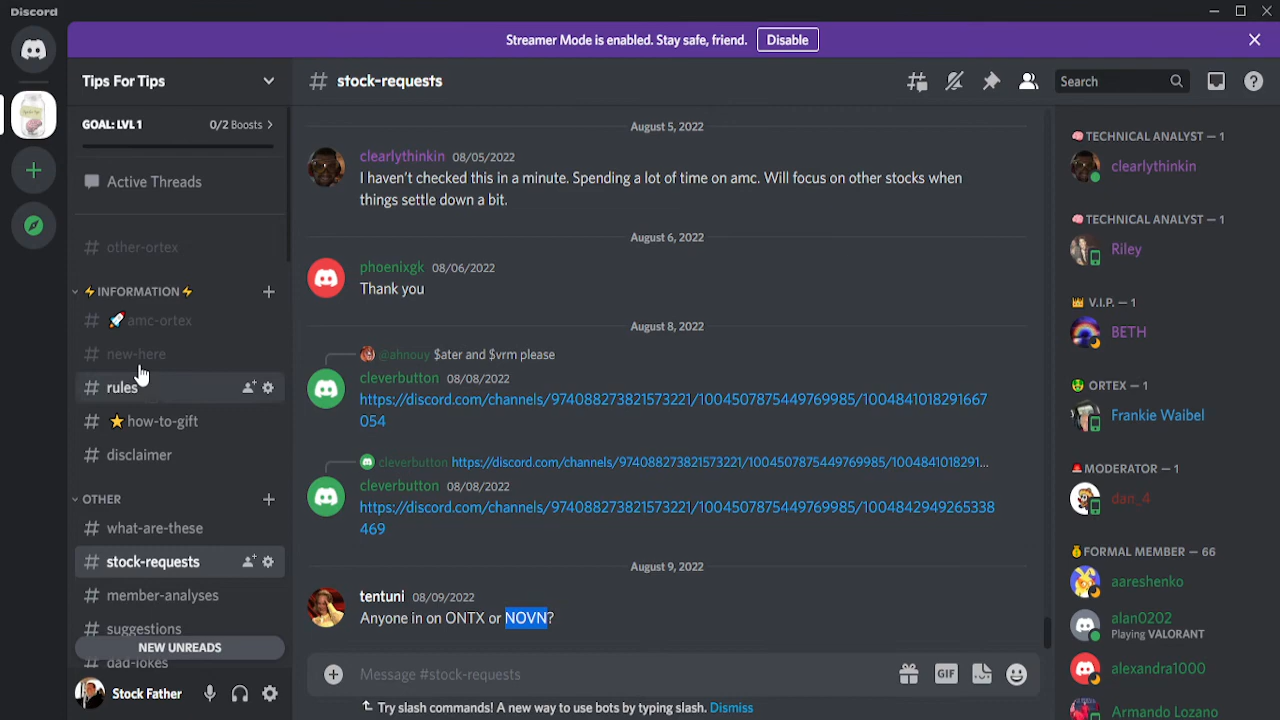 Discord
Streamer Mode is enabled. Stay safe, friend. Disable
Tips For Tips
GOAL: LVL 1 0/2 Boosts >
Active Threads
# other-ortex
⚡INFORMATION⚡ +
# 🚀amc-ortex
# new-here
# rules
# ⭐how-to-gift
# disclaimer
OTHER +
# what-are-these
# stock-requests
# member-analyses
# suggestions
NEW UNREADS
# dad-jokes
Stock Father
# stock-requests
Search
August 5, 2022
clearlythinkin 08/05/2022
I haven't checked this in a minute. Spending a lot of time on amc. Will focus on other stocks when
things settle down a bit.
August 6, 2022
phoenixgk 08/06/2022
Thank you
August 8, 2022
@ahnouy $ater and $vrm please
cleverbutton 08/08/2022
https://discord.com/channels/974088273821573221/1004507875449769985/1004841018291667
054
cleverbutton https://discord.com/channels/974088273821573221/1004507875449769985/1004841018291...
cleverbutton 08/08/2022
https://discord.com/channels/974088273821573221/1004507875449769985/1004842949265338
469
August 9, 2022
tentuni 08/09/2022
Anyone in on ONTX or NOVN?
Message #stock-requests
GIF
Try slash commands! A new way to use bots by typing slash. Dismiss
🧠TECHNICAL ANALYST — 1
clearlythinkin
🧠TECHNICAL ANALYST — 1
Riley
👑 V.I.P. — 1
BETH
🤑 ORTEX — 1
Frankie Waibel
🚨MODERATOR — 1
dan_4
💰FORMAL MEMBER — 66
aareshenko
alan0202
Playing VALORANT
alexandra1000
Armando Lozano